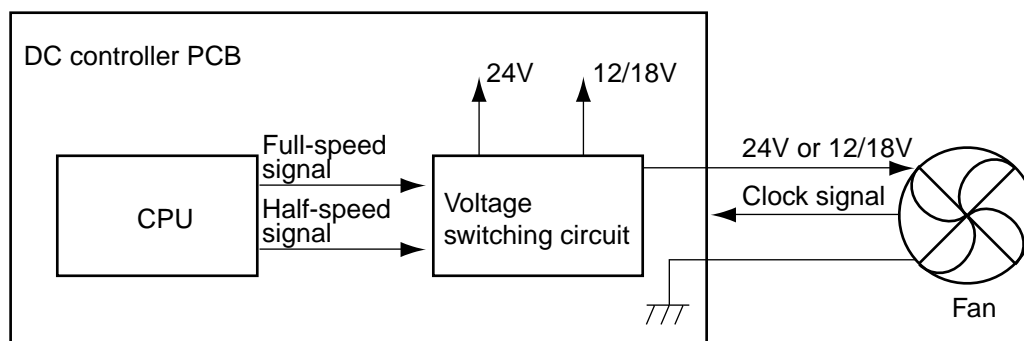 DC controller PCB
24V
12/18V
Full-speed
signal
Half-speed
signal
CPU
Voltage
switching circuit
24V or 12/18V
Clock signal
Fan